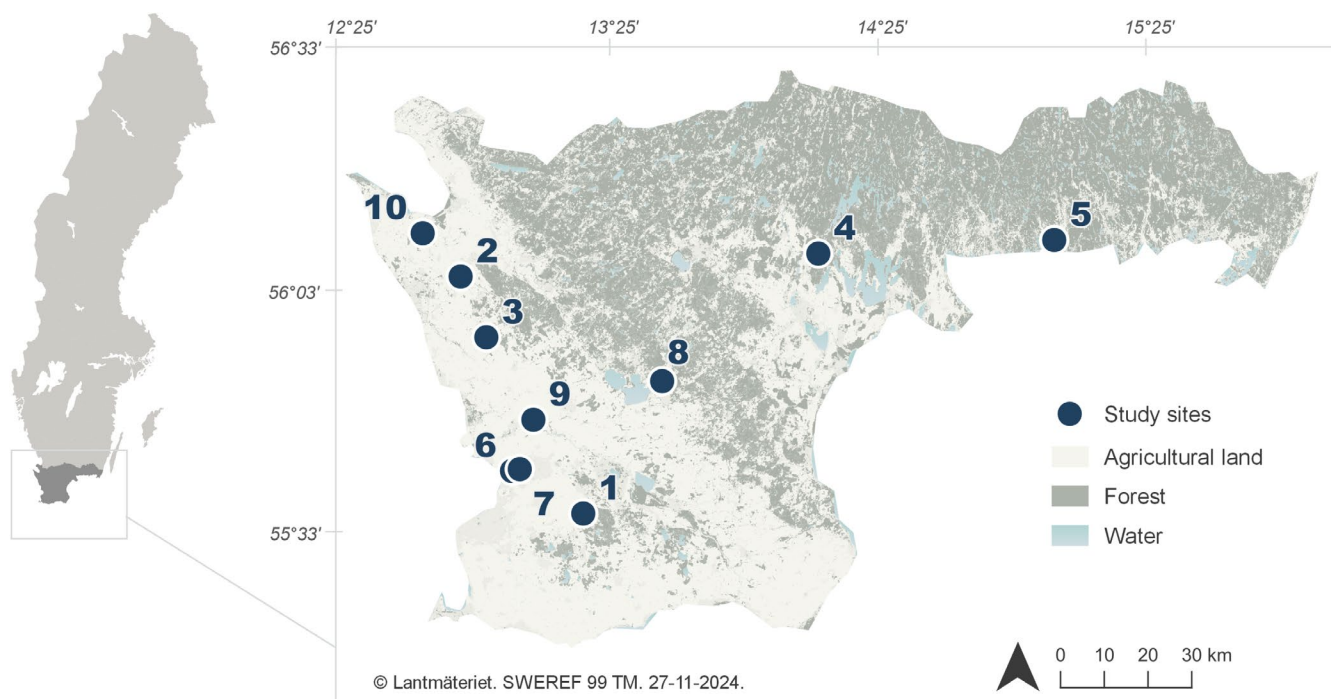 12°25′ 13°25′ 14°25′ 15°25′
56°33′
10
2
4
5
56°03′
3
8
9
6
7
1
55°33′
Study sites
Agricultural land
Forest
Water
0 10 20 30 km
© Lantmäteriet. SWEREF 99 TM. 27-11-2024.